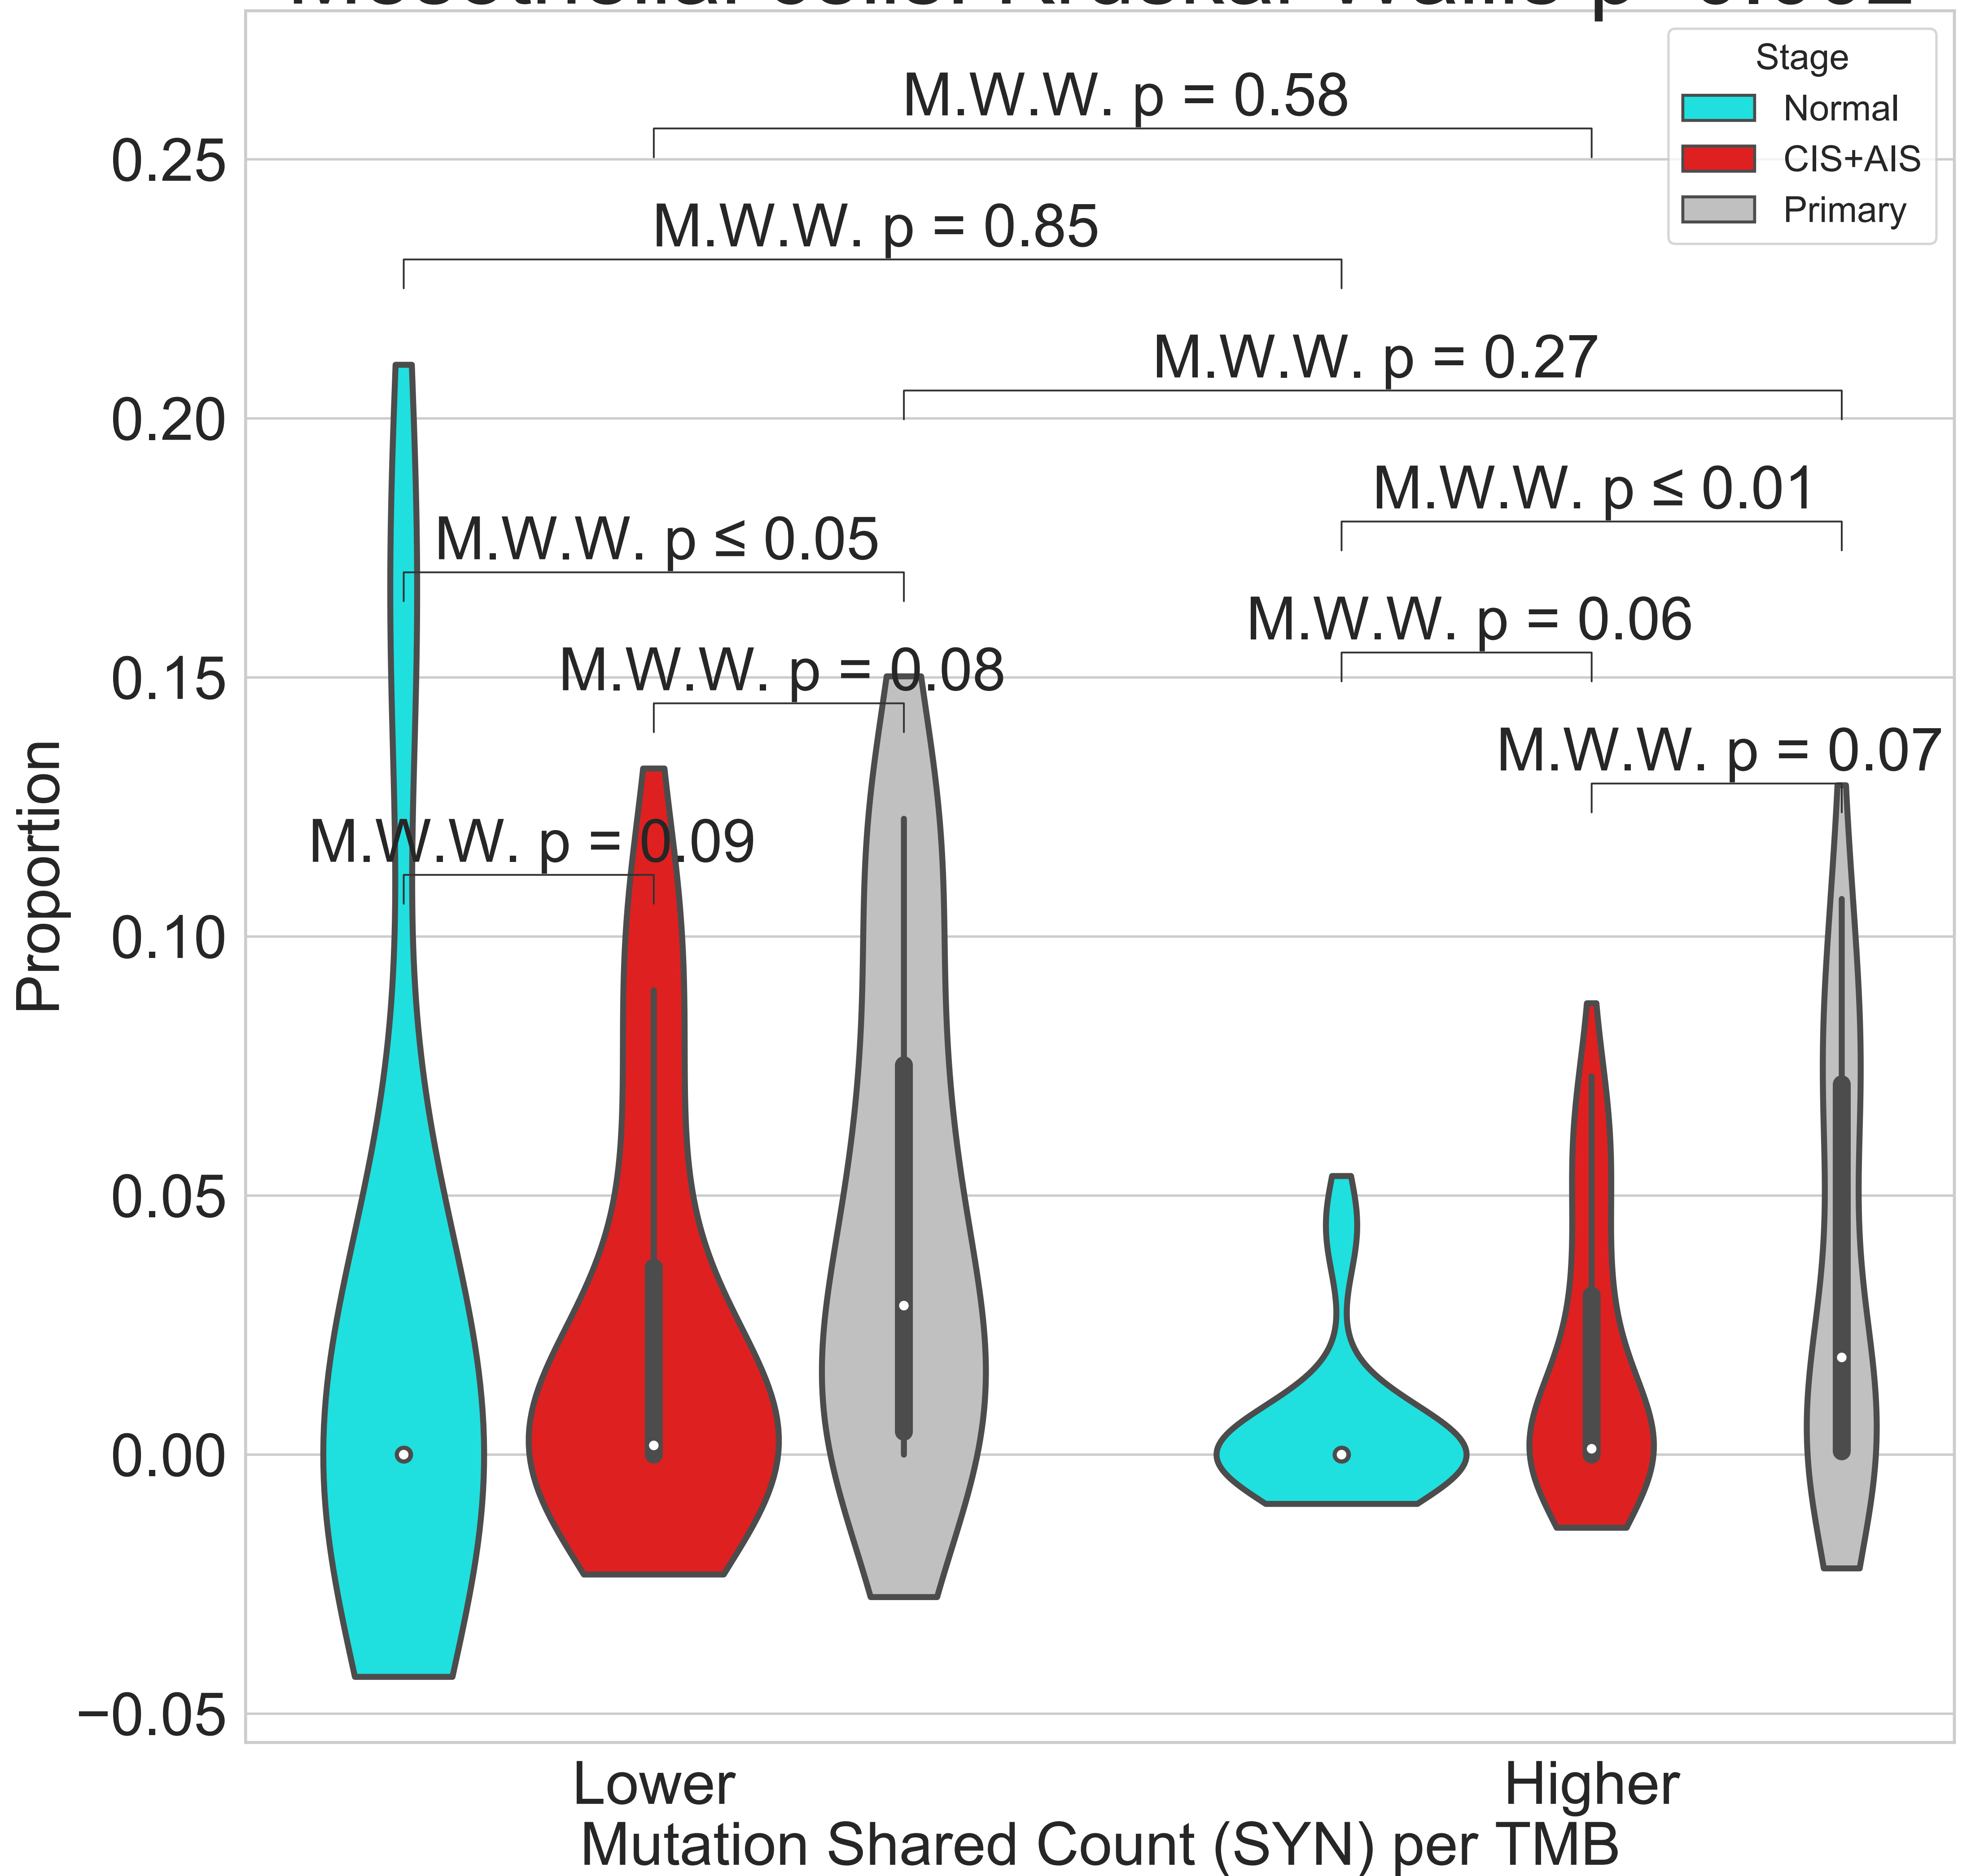 Stage
Normal
CIS+AIS
Primary
M.W.W. p = 0.58
M.W.W. p = 0.85
M.W.W. p = 0.27
M.W.W. p ≤ 0.01
M.W.W. p ≤ 0.05
M.W.W. p = 0.06
M.W.W. p = 0.08
M.W.W. p = 0.07
M.W.W. p = 0.09
0.25
0.20
0.15
0.10
0.05
0.00
−0.05
Proportion
Lower
Higher
Mutation Shared Count (SYN) per TMB